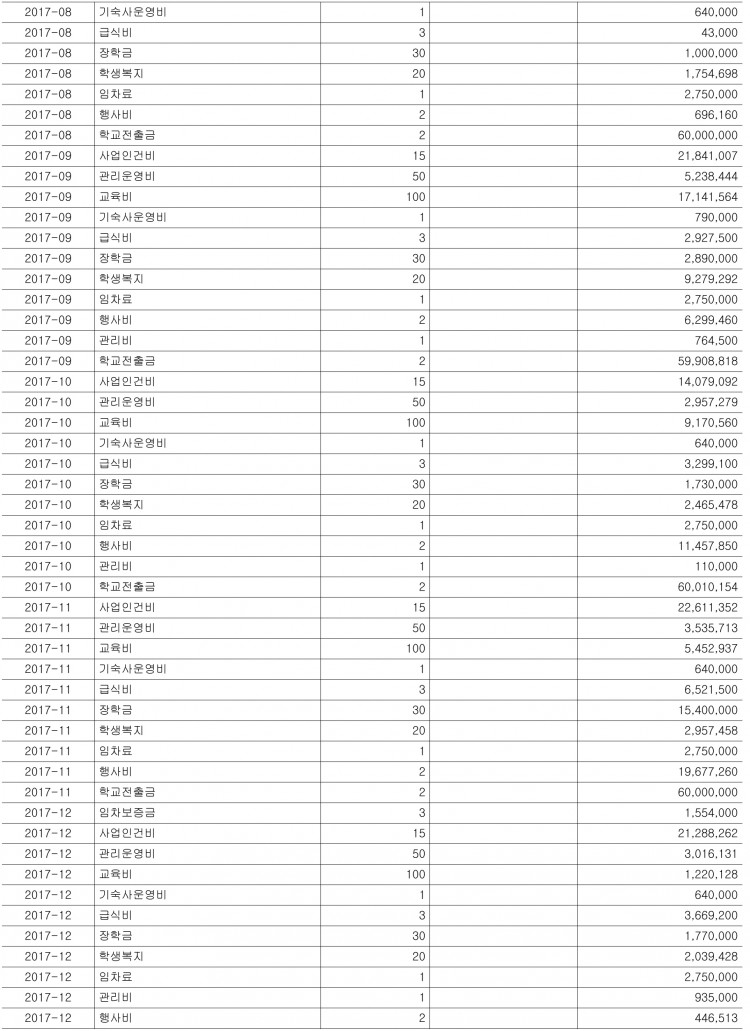 2017-08 기숙사운영비 1 640,000
2017-08 급식비 3 43,000
2017-08 장학금 30 1,000,000
2017-08 학생복지 20 1,754,698
2017-08 임차료 1 2,750,000
2017-08 행사비 2 696,160
2017-08 학교전출금 2 60,000,000
2017-09 사업인건비 15 21,841,007
2017-09 관리운영비 50 5,238,444
2017-09 교육비 100 17,141,564
2017-09 기숙사운영비 1 790,000
2017-09 급식비 3 2,927,500
2017-09 장학금 30 2,890,000
2017-09 학생복지 20 9,279,292
2017-09 임차료 1 2,750,000
2017-09 행사비 2 6,299,460
2017-09 관리비 1 764,500
2017-09 학교전출금 2 59,908,818
2017-10 사업인건비 15 14,079,092
2017-10 관리운영비 50 2,957,279
2017-10 교육비 100 9,170,560
2017-10 기숙사운영비 1 640,000
2017-10 급식비 3 3,299,100
2017-10 장학금 30 1,730,000
2017-10 학생복지 20 2,465,478
2017-10 임차료 1 2,750,000
2017-10 행사비 2 11,457,850
2017-10 관리비 1 110,000
2017-10 학교전출금 2 60,010,154
2017-11 사업인건비 15 22,611,352
2017-11 관리운영비 50 3,535,713
2017-11 교육비 100 5,452,937
2017-11 기숙사운영비 1 640,000
2017-11 급식비 3 6,521,500
2017-11 장학금 30 15,400,000
2017-11 학생복지 20 2,957,458
2017-11 임차료 1 2,750,000
2017-11 행사비 2 19,677,260
2017-11 학교전출금 2 60,000,000
2017-12 임차보증금 3 1,554,000
2017-12 사업인건비 15 21,288,262
2017-12 관리운영비 50 3,016,131
2017-12 교육비 100 1,220,128
2017-12 기숙사운영비 1 640,000
2017-12 급식비 3 3,669,200
2017-12 장학금 30 1,770,000
2017-12 학생복지 20 2,039,428
2017-12 임차료 1 2,750,000
2017-12 관리비 1 935,000
2017-12 행사비 2 446,513